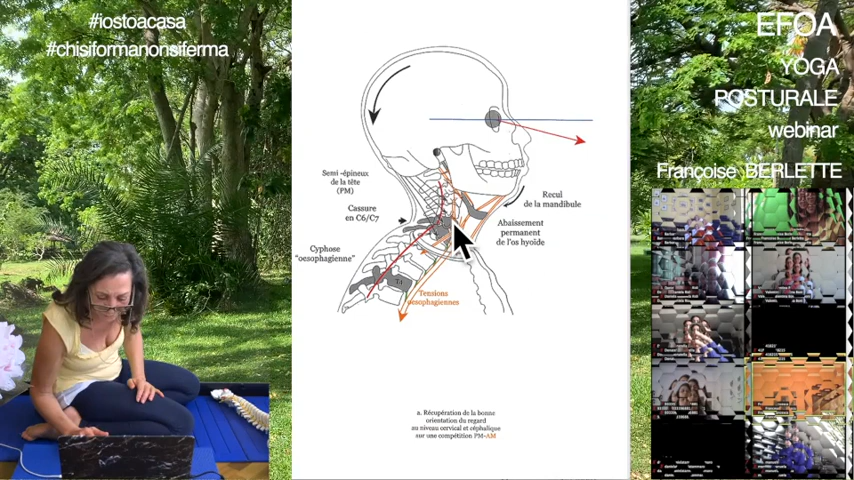 #iostoacasa
#chisiformanonsiferma
Semi -épineux
de la tête
(PM)
Cassure
en C6/C7
Cyphose
"oesophagienne"
T1
Tensions
oesophagiennes
Recul
de la mandibule
Abaissement
permanent
de l'os hyoïde
a. Récupération de la bonne
orientation du regard
au niveau cervical et céphalique
sur une compétition PM-AM
EFOA
YOGA
POSTURALE
webinar
Françoise BERLETTE